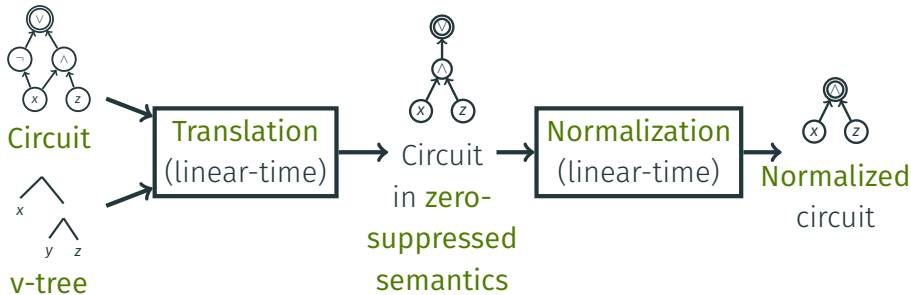 ∨
¬
∧
x
z
Circuit
x
y
z
v-tree
Translation
(linear-time)
∨
∧
x
z
Circuit
in zero-
suppressed
semantics
Normalization
(linear-time)
∧
x
z
Normalized
circuit